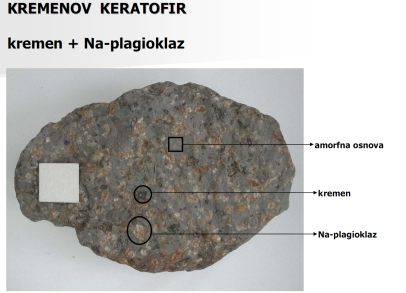 KREMENOV KERATOFIR
kremen + Na-plagioklaz
amorfna osnova
kremen
Na-plagioklaz